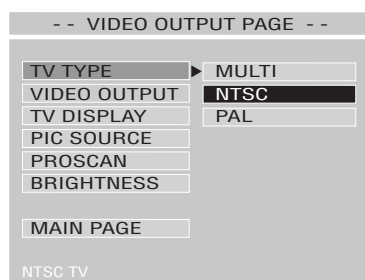 - - VIDEO OUTPUT PAGE - -
TV TYPE MULTI
VIDEO OUTPUT NTSC
TV DISPLAY PAL
PIC SOURCE
PROSCAN
BRIGHTNESS
MAIN PAGE
NTSC TV